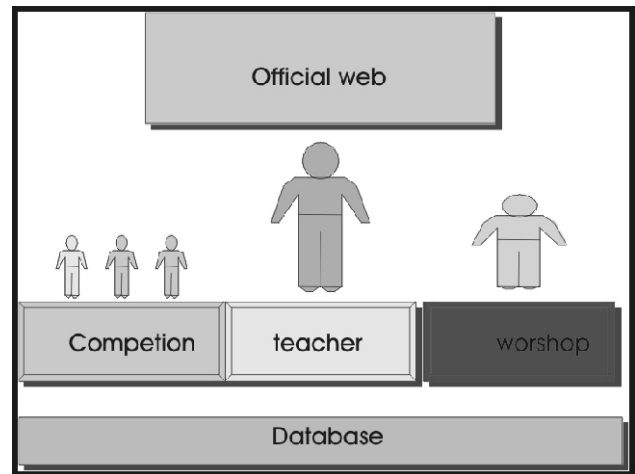 Official web
Competion
teacher
worshop
Database